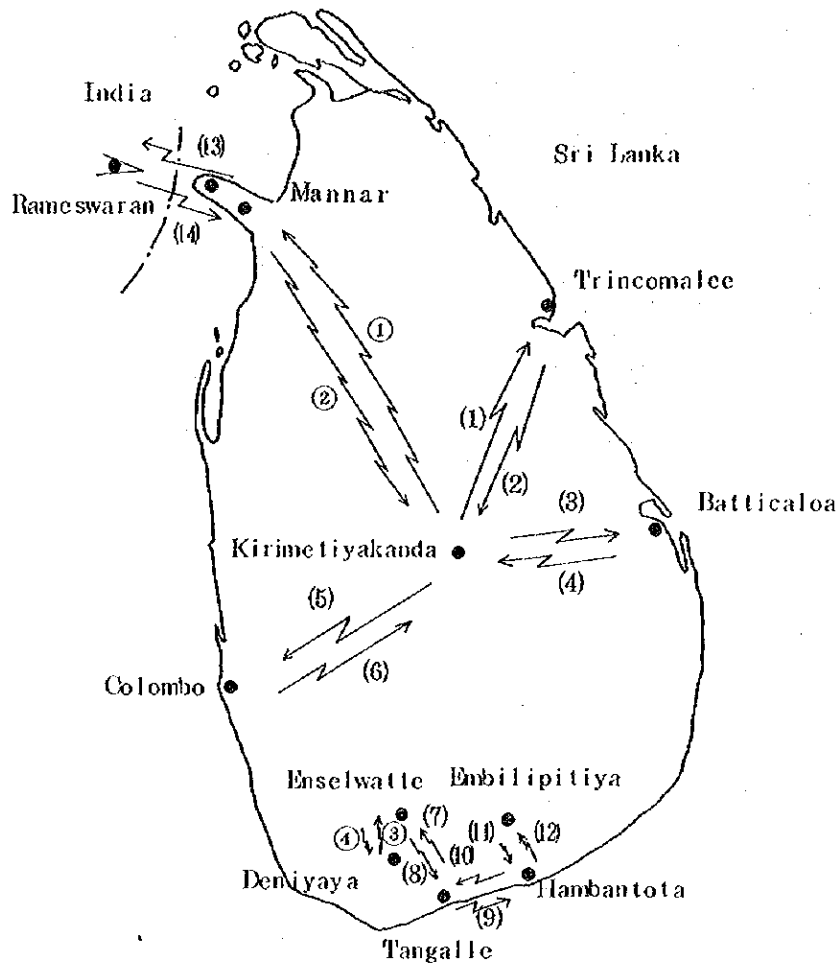 India
(13)
Sri Lanka
Rameswaran
(14)
Mannar
Trincomalee
①
②
(1)
(2)
(3)
Batticaloa
Kirimetiyakanda
(4)
(5)
(6)
Colombo
Enselwatte
Embilipitiya
(7)
④
③
(11)
(12)
(10)
(8)
Deniyaya
Hambantota
(9)
Tangalle